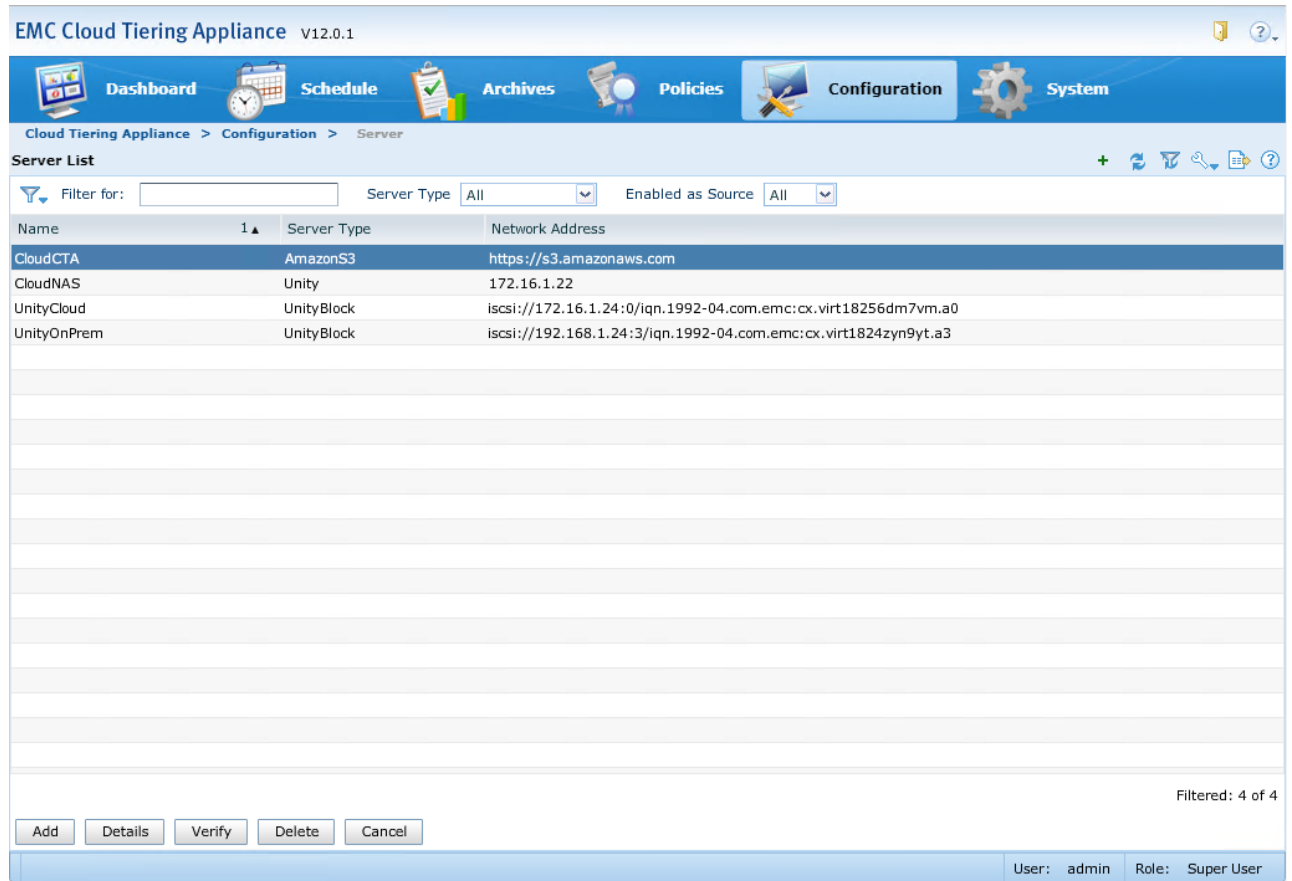 EMC Cloud Tiering Appliance V12.0.1
Dashboard Schedule Archives Policies Configuration System
Cloud Tiering Appliance > Configuration > Server
Server List
Filter for: Server Type All Enabled as Source All
Name 1 Server Type Network Address
CloudCTA AmazonS3 https://s3.amazonaws.com
CloudNAS Unity 172.16.1.22
UnityCloud UnityBlock iscsi://172.16.1.24:0/iqn.1992-04.com.emc:cx.virt18256dm7vm.a0
UnityOnPrem UnityBlock iscsi://192.168.1.24:3/iqn.1992-04.com.emc:cx.virt1824zyn9yt.a3
Filtered: 4 of 4
Add Details Verify Delete Cancel
User: admin Role: Super User